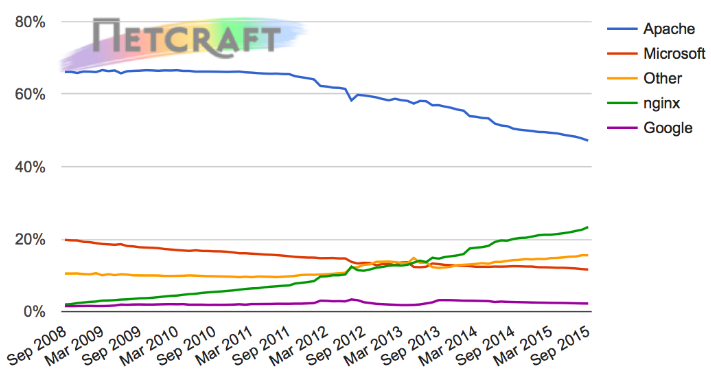 NETCRAFT
80%
60%
40%
20%
0%
Apache
Microsoft
Other
nginx
Google
Sep 2008
Mar 2009
Sep 2009
Mar 2010
Sep 2010
Mar 2011
Sep 2011
Mar 2012
Sep 2012
Mar 2013
Sep 2013
Mar 2014
Sep 2014
Mar 2015
Sep 2015